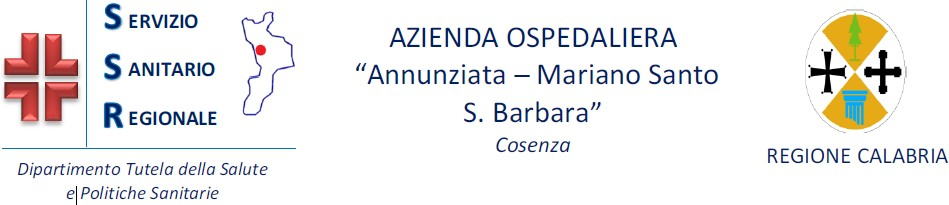 SERVIZIO
SANITARIO
REGIONALE
Dipartimento Tutela della Salute
e Politiche Sanitarie
AZIENDA OSPEDALIERA
“Annunziata – Mariano Santo
S. Barbara”
Cosenza
REGIONE CALABRIA